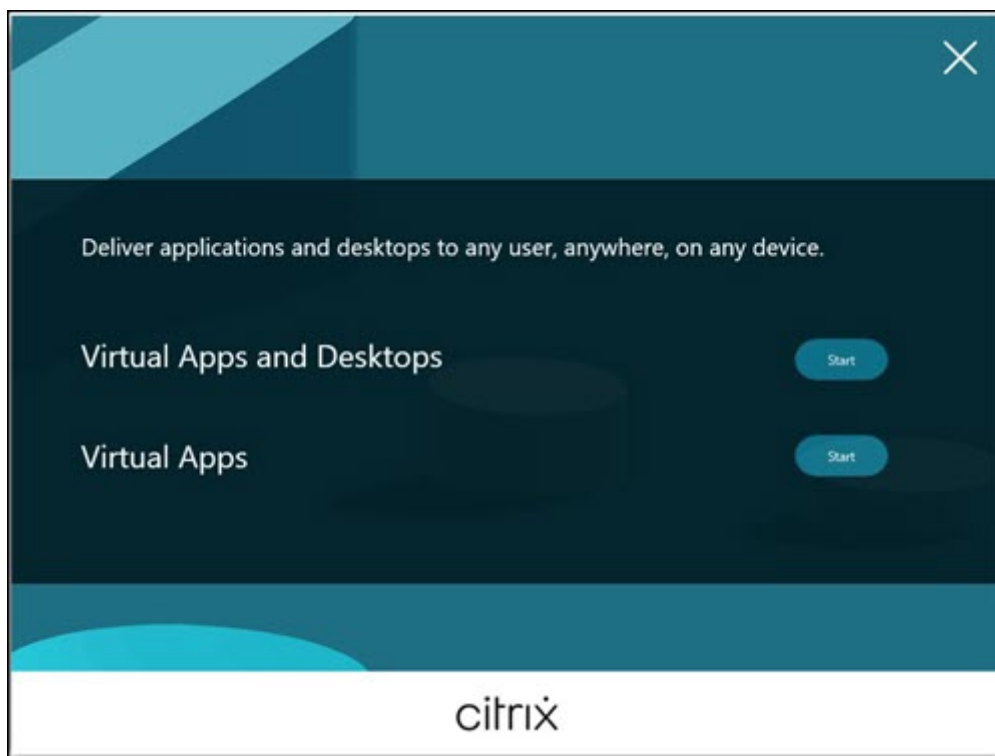 Deliver applications and desktops to any user, anywhere, on any device.
Virtual Apps and Desktops
Start
Virtual Apps
Start
citrix